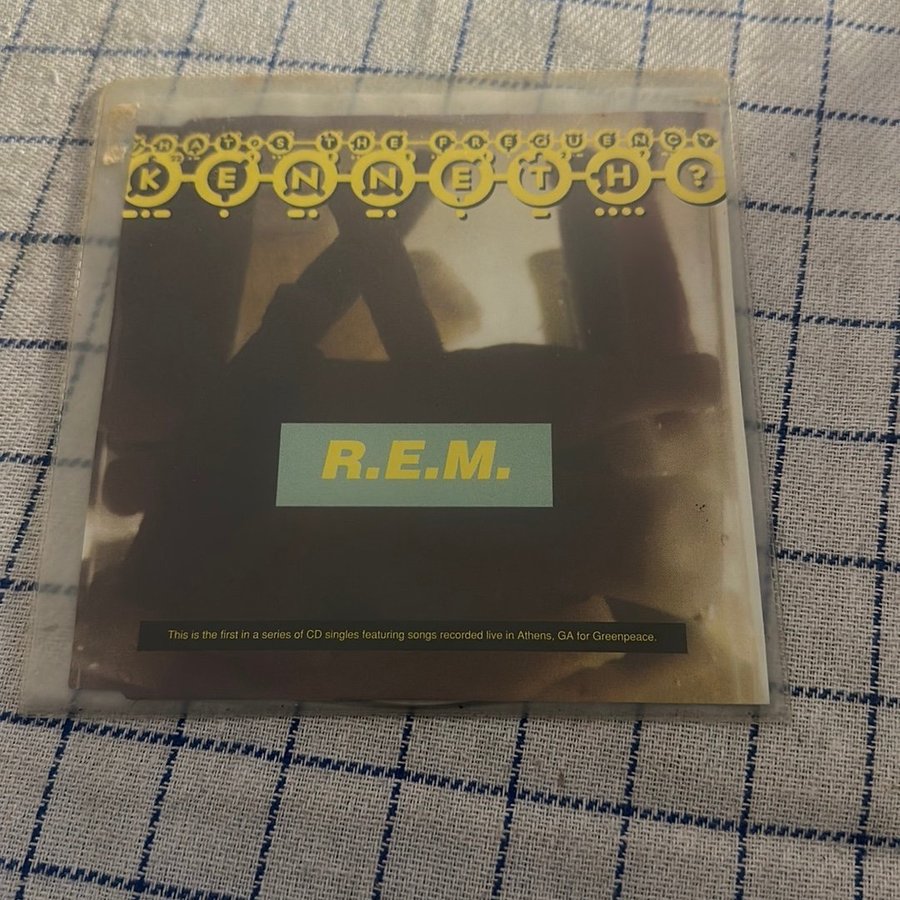 WHAT'S THE FREQUENCY
KENNETH?
R.E.M.
This is the first in a series of CD singles featuring songs recorded live in Athens, GA for Greenpeace.